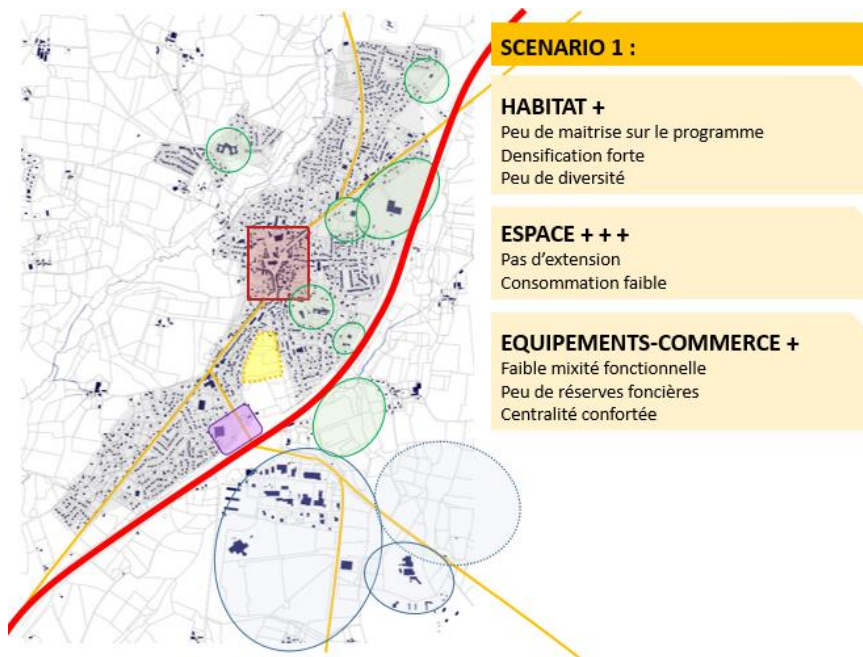 SCENARIO 1 :
HABITAT +
Peu de maitrise sur le programme
Densification forte
Peu de diversité
ESPACE + + +
Pas d'extension
Consommation faible
EQUIPEMENTS-COMMERCE +
Faible mixité fonctionnelle
Peu de réserves foncières
Centralité confortée